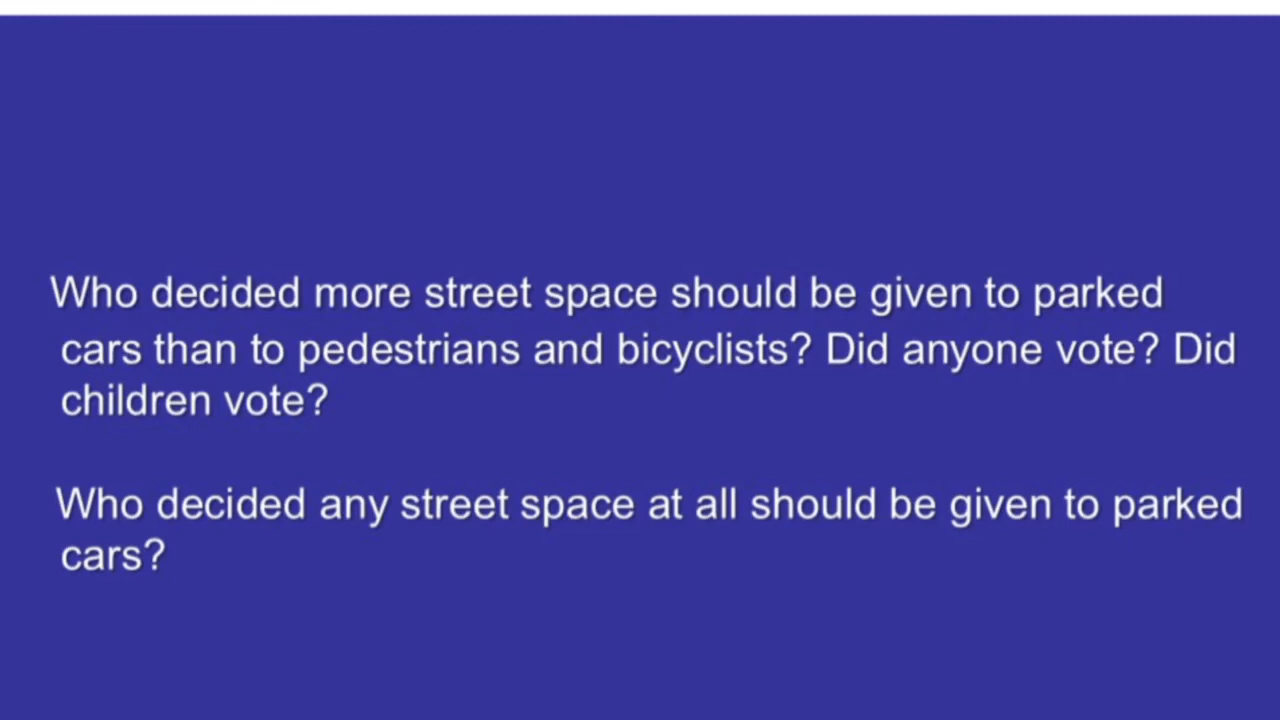 Who decided more street space should be given to parked
cars than to pedestrians and bicyclists? Did anyone vote? Did
children vote?
Who decided any street space at all should be given to parked
cars?